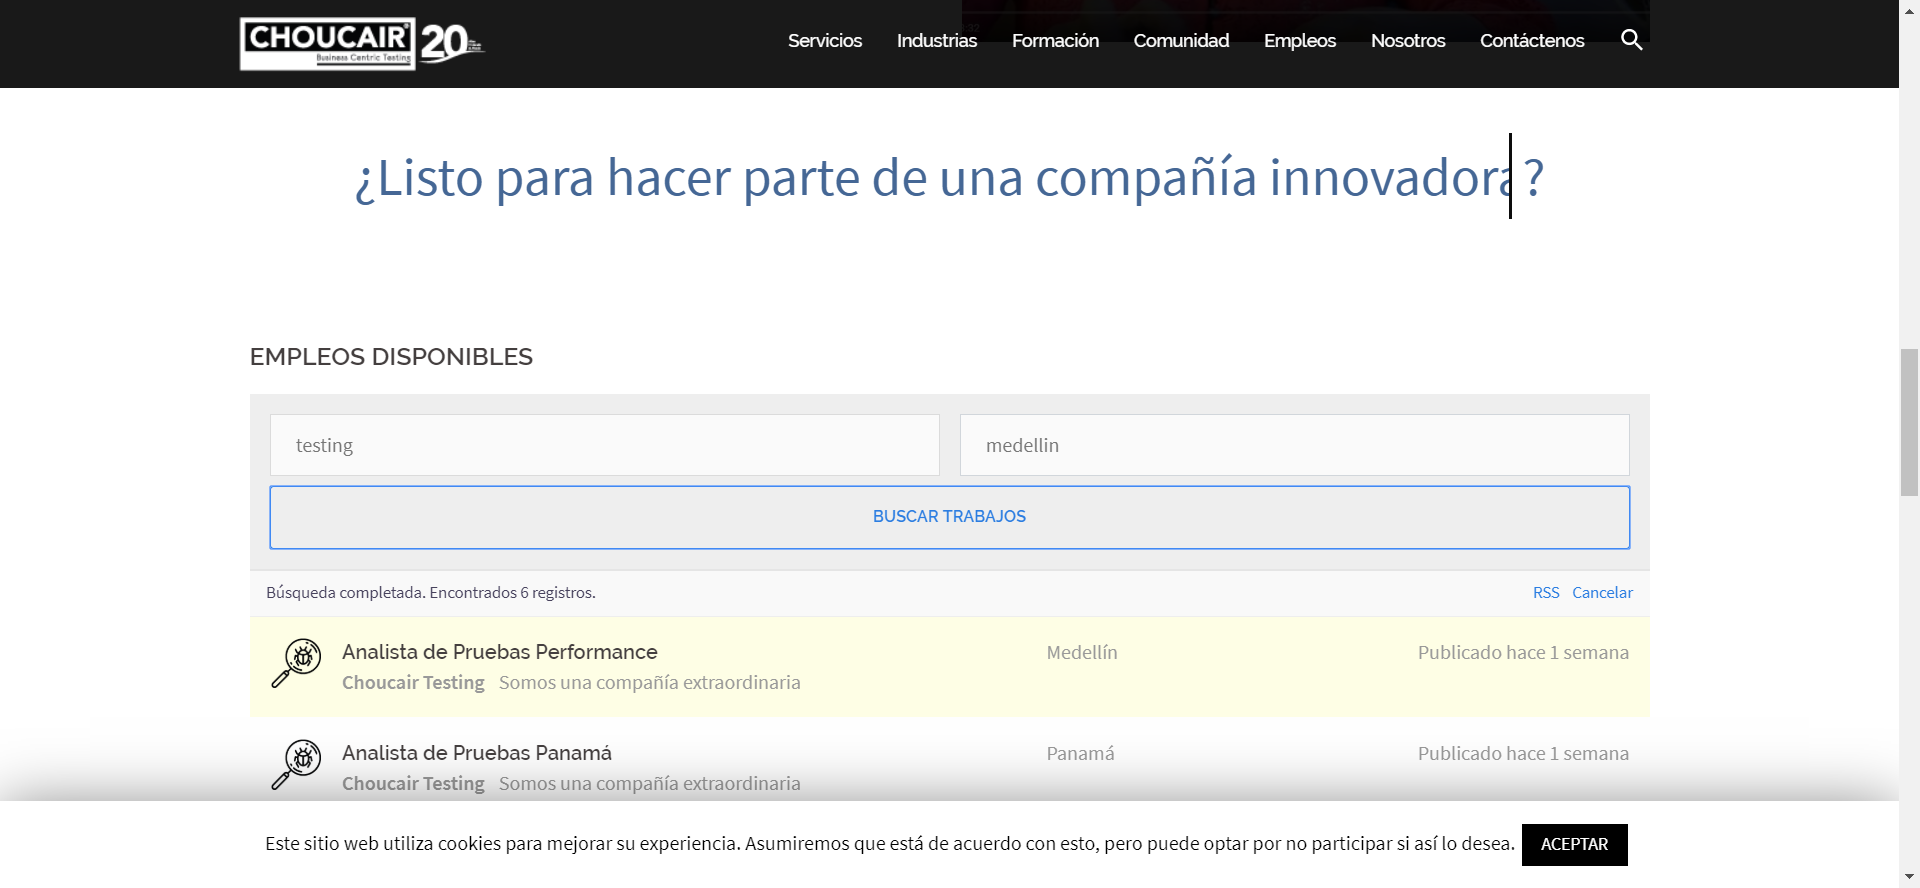 CHOUCAIR
Business Centric Testing
20
Servicios
Industrias
Formación
Comunidad
Empleos
Nosotros
Contáctenos
¿Listo para hacer parte de una compañía innovadora?
EMPLEOS DISPONIBLES
testing
medellin
BUSCAR TRABAJOS
Búsqueda completada. Encontrados 6 registros.
RSS
Cancelar
Analista de Pruebas Performance
Medellín
Publicado hace 1 semana
Choucair Testing Somos una compañía extraordinaria
Analista de Pruebas Panamá
Panamá
Publicado hace 1 semana
Choucair Testing Somos una compañía extraordinaria
Este sitio web utiliza cookies para mejorar su experiencia. Asumiremos que está de acuerdo con esto, pero puede optar por no participar si así lo desea.
ACEPTAR